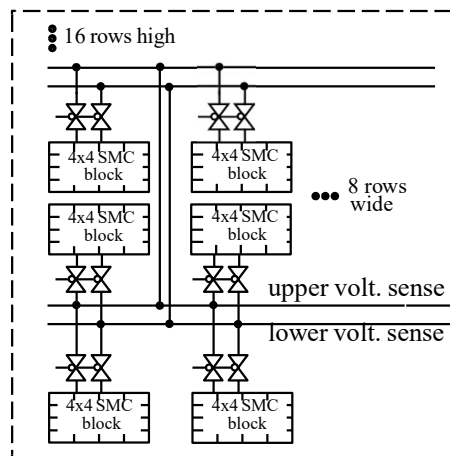 16 rows high
4x4 SMC
block
4x4 SMC
block
4x4 SMC
block
4x4 SMC
block
8 rows
wide
upper volt. sense
lower volt. sense
4x4 SMC
block
4x4 SMC
block